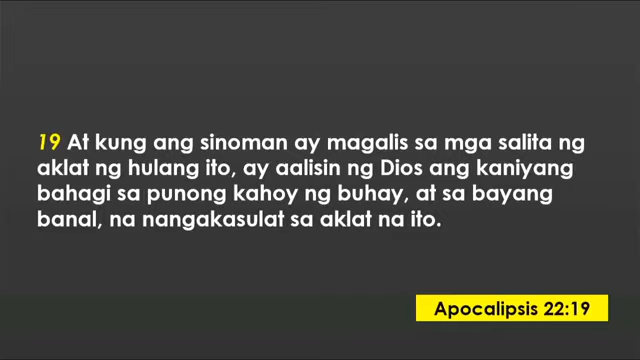 19 At kung ang sinoman ay magalis sa mga salita ng
aklat ng hulang ito, ay aalisin ng Dios ang kaniyang
bahagi sa punong kahoy ng buhay, at sa bayang
banal, na nangakasulat sa aklat na ito.
Apocalipsis 22:19